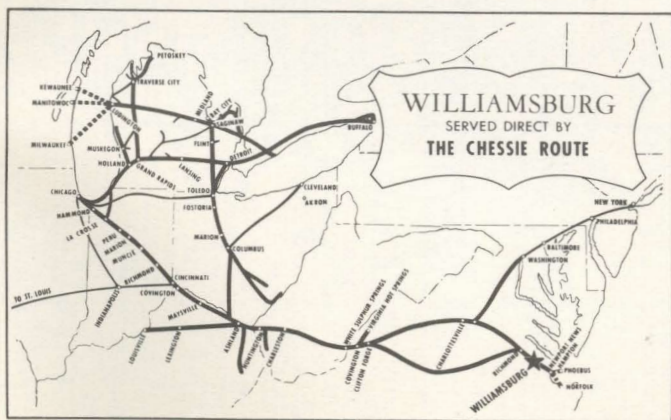 WILLIAMSBURG
SERVED DIRECT BY
THE CHESSIE ROUTE
PETOSKEY
TRAVERSE CITY
KEWAUNEE
MANITOWOC
LUDINGTON
MIDLAND
BAY CITY
SAGINAW
MILWAUKEE
MUSKEGON
FLINT
BUFFALO
HOLLAND
GRAND RAPIDS
LANSING
DETROIT
CHICAGO
TOLEDO
CLEVELAND
HAMMOND
FOSTORIA
AKRON
NEW YORK
LA CROSSE
PHILADELPHIA
PERU
MARION
MUNCIE
MARION
COLUMBUS
BALTIMORE
WASHINGTON
RICHMOND
CINCINNATI
WHITE SULPHUR SPRINGS
VIRGINIA HOT SPRINGS
TO ST. LOUIS
INDIANAPOLIS
COVINGTON
MAYSVILLE
LOUISVILLE
LEXINGTON
ASHLAND
HUNTINGTON
CHARLESTON
COVINGTON
CLIFTON FORGE
CHARLOTTESVILLE
RICHMOND
WILLIAMSBURG
NEWPORT NEWS
HAMPTON
PHOEBUS
NORFOLK